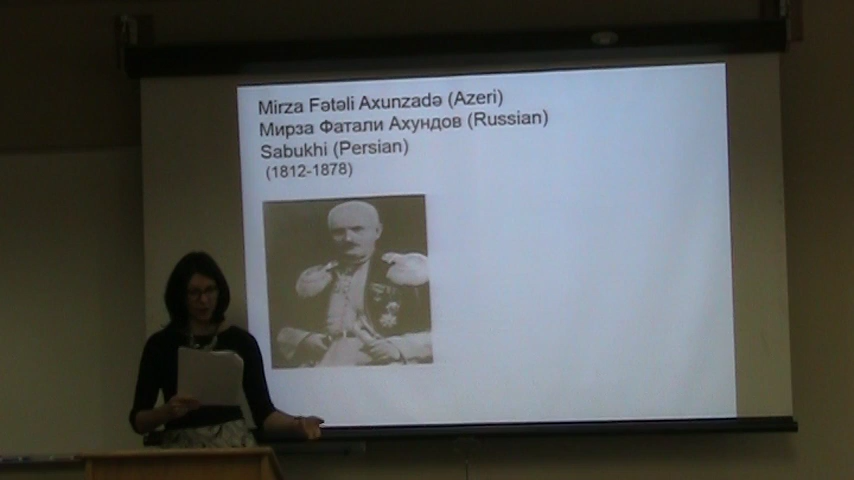 Mirza Fətəli Axunzadə (Azeri)
Мирза Фатали Ахундов (Russian)
Sabukhi (Persian)
(1812-1878)